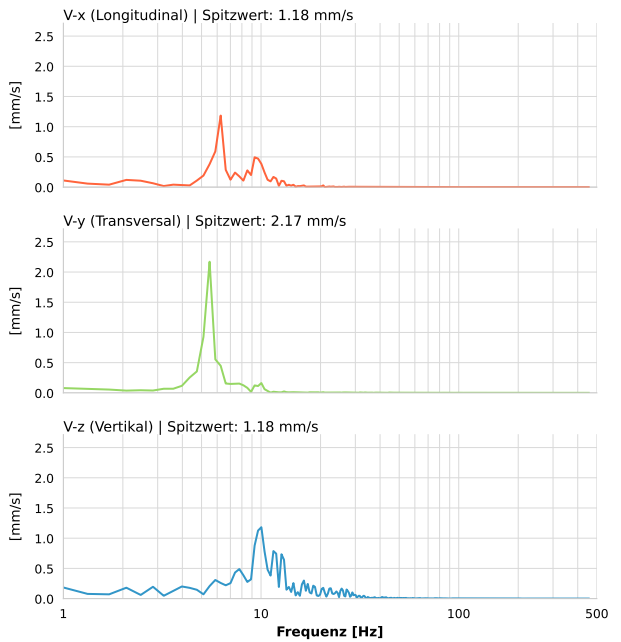 V-x (Longitudinal) | Spitzwert: 1.18 mm/s
2.5
2.0
1.5
1.0
0.5
0.0
[mm/s]
V-y (Transversal) | Spitzwert: 2.17 mm/s
2.5
2.0
1.5
1.0
0.5
0.0
[mm/s]
V-z (Vertikal) | Spitzwert: 1.18 mm/s
2.5
2.0
1.5
1.0
0.5
0.0
[mm/s]
1 10 100 500
Frequenz [Hz]